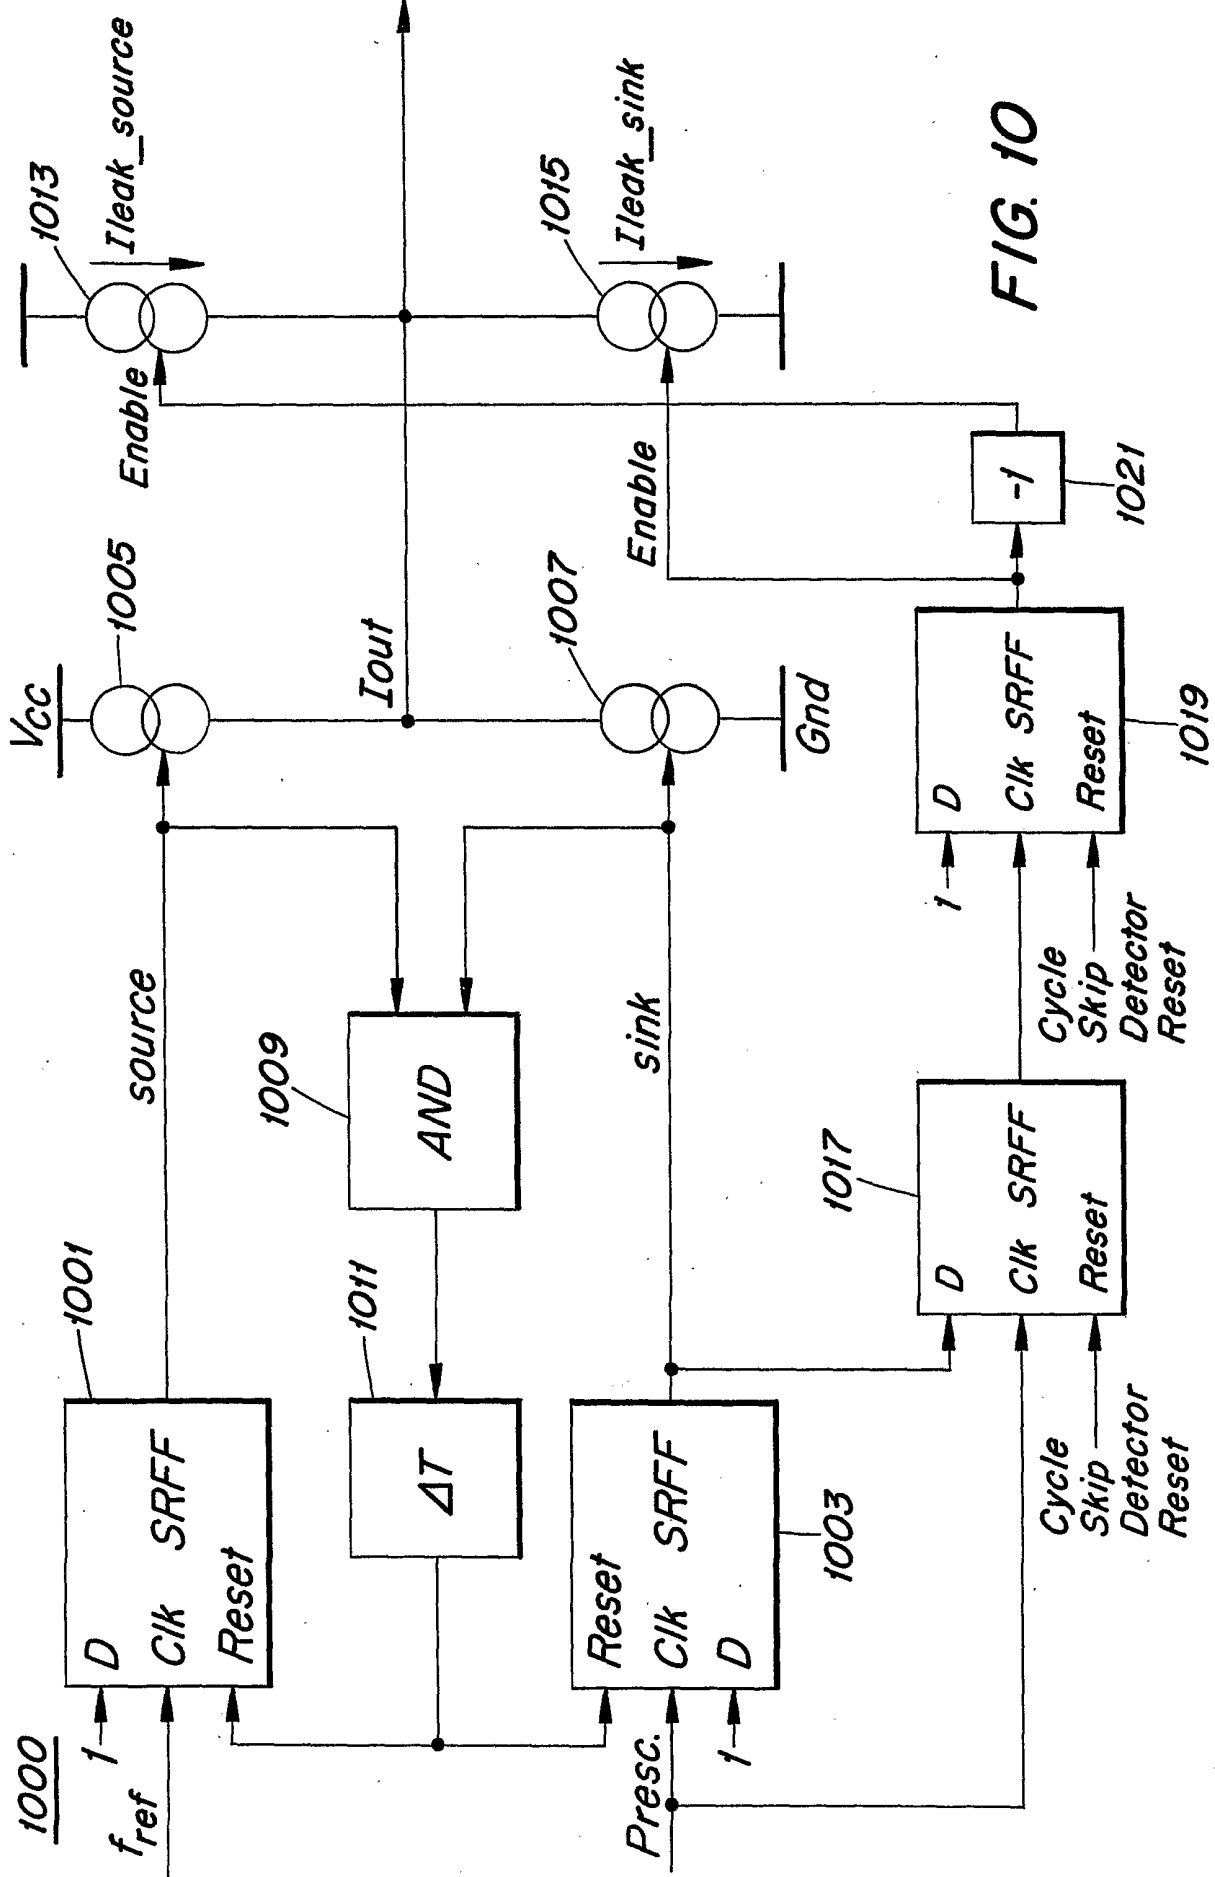 1000
fref
1
D
Clk SRFF
Reset
1001
source
Vcc
1005
Enable
1013
Ileak_source
ΔT
1011
AND
1009
Iout
Presc.
1
Reset
Clk SRFF
D
1003
sink
1007
Gnd
Enable
1015
Ileak_sink
D
Clk SRFF
Reset
1017
Cycle
Skip
Detector
Reset
1
D
Clk SRFF
Reset
1019
Cycle
Skip
Detector
Reset
-1
1021
FIG. 10